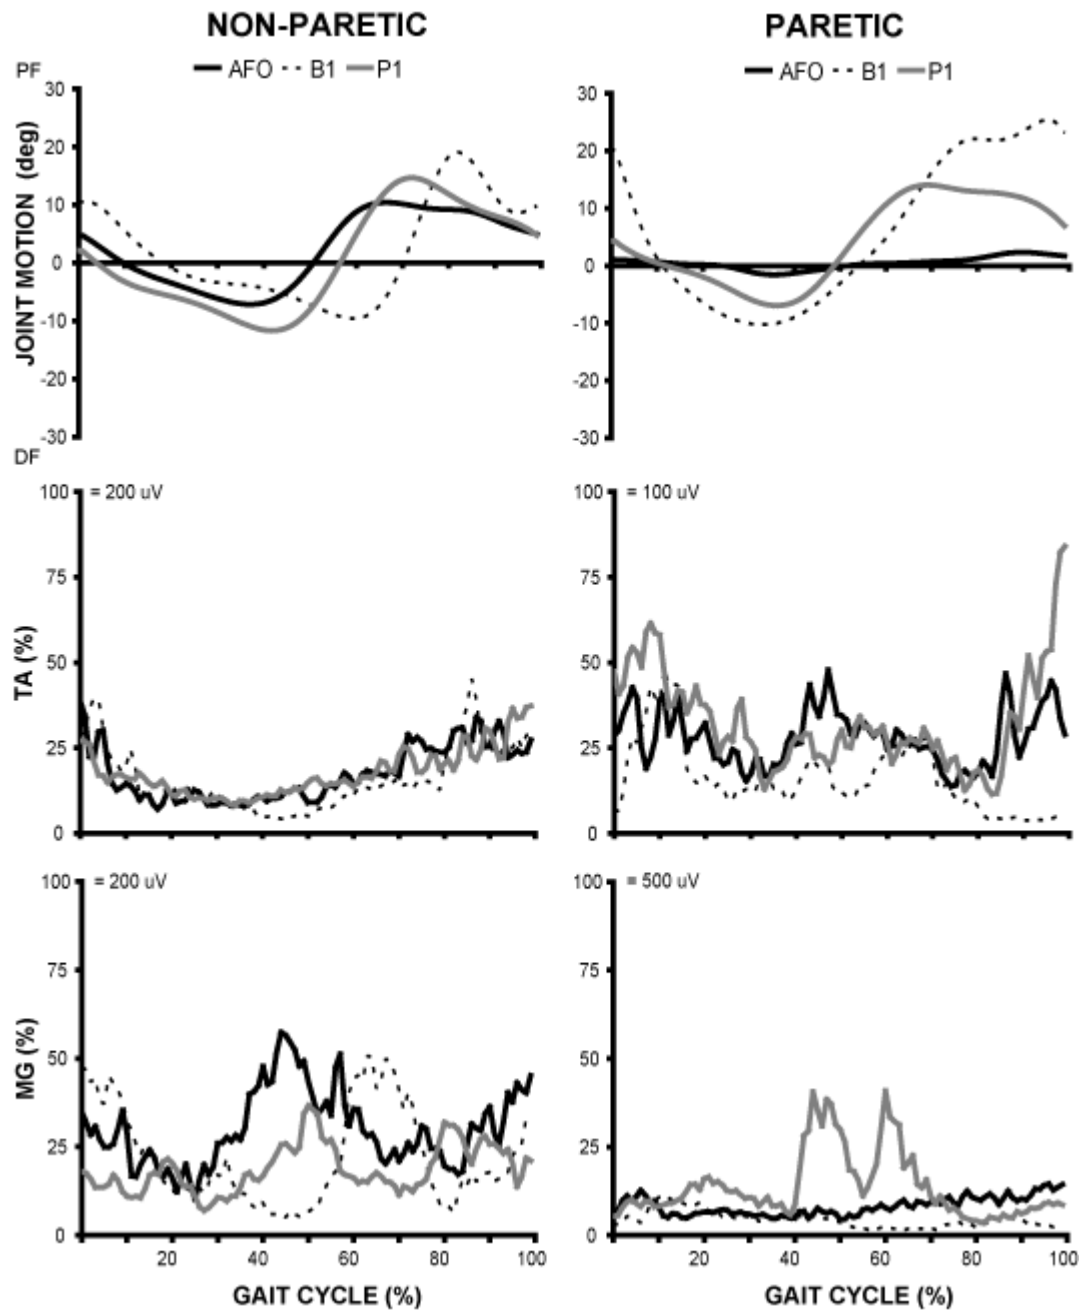 NON-PARETIC PARETIC
PF AFO B1 P1 AFO B1 P1
30 30
20 20
10 10
0 0
-10 -10
-20 -20
-30 -30
JOINT MOTION (deg)
DF
100 = 200 uV 100 = 100 uV
75 75
50 50
25 25
0 0
TA (%)
100 = 200 uV 100 = 500 uV
75 75
50 50
25 25
0 0
MG (%)
20 40 60 80 100 20 40 60 80 100
GAIT CYCLE (%) GAIT CYCLE (%)